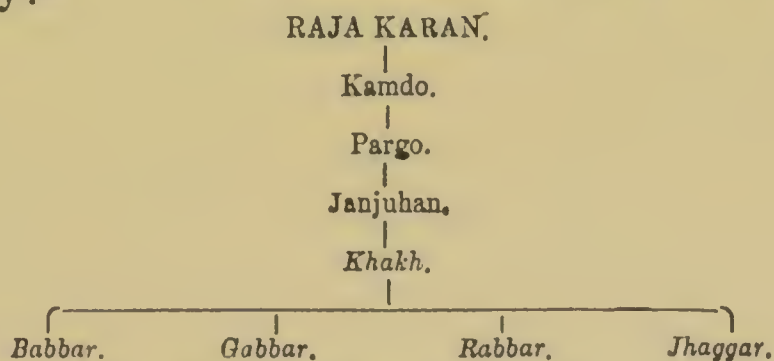 RAJA KARAN.
Kamdo.
Pargo.
Janjuhan.
Khakh.
Babbar. Gabbar. Rabbar. Jhaggar.